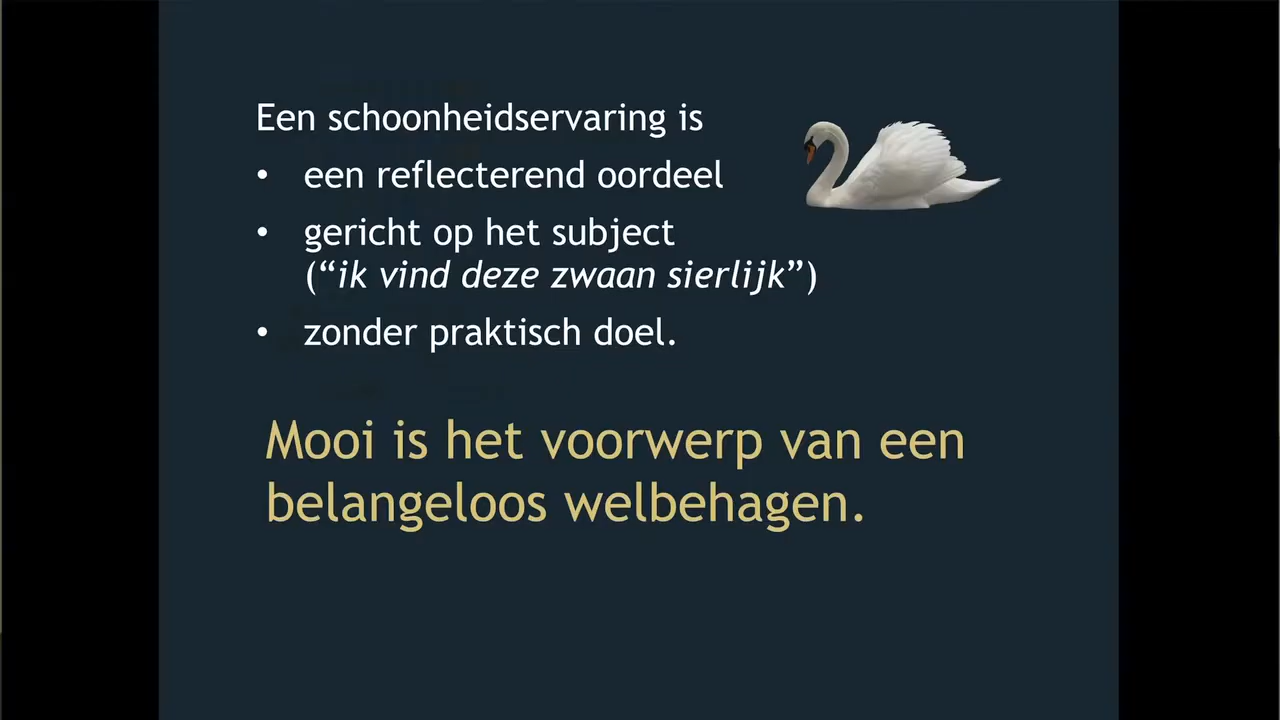 Een schoonheidservaring is
• een reflecterend oordeel
• gericht op het subject
(“ik vind deze zwaan sierlijk”)
• zonder praktisch doel.
Mooi is het voorwerp van een
belangeloos welbehagen.